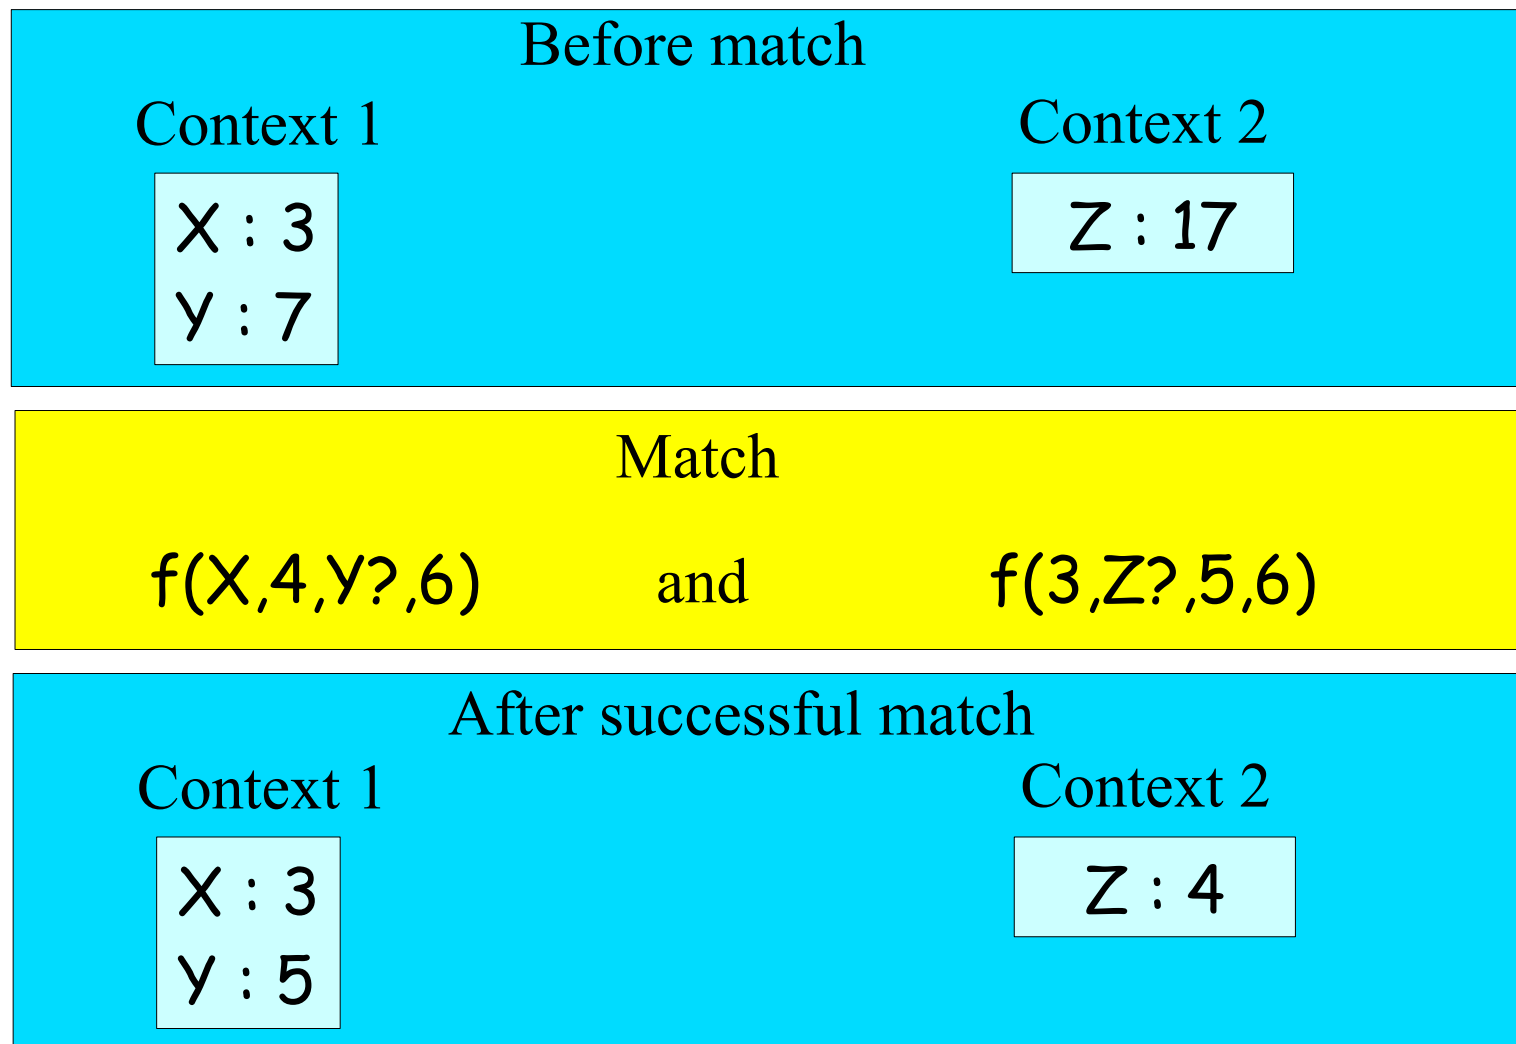 Before match
Context 1 Context 2
X : 3 Z : 17
Y : 7
Match
f(X,4,Y?,6) and f(3,Z?,5,6)
After successful match
Context 1 Context 2
X : 3 Z : 4
Y : 5